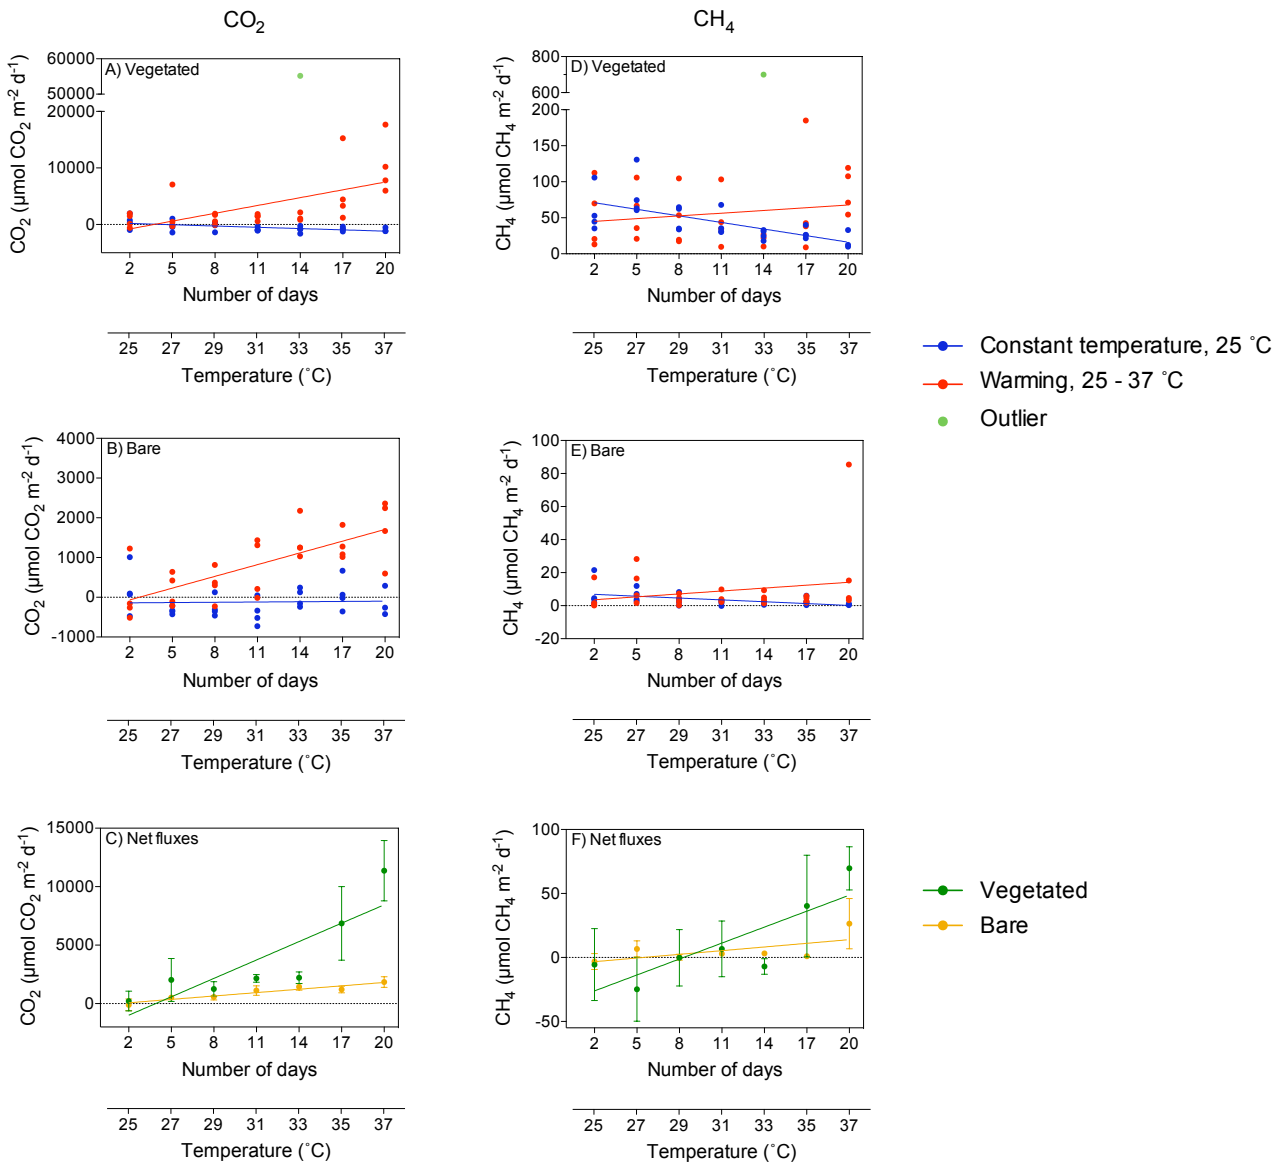 CO2
CH4
A) Vegetated
60000
50000
20000
10000
0
CO2 (µmol CO2 m-2 d-1)
2 5 8 11 14 17 20
Number of days
25 27 29 31 33 35 37
Temperature (˚C)
D) Vegetated
800
600
200
150
100
50
0
CH4 (µmol CH4 m-2 d-1)
2 5 8 11 14 17 20
Number of days
25 27 29 31 33 35 37
Temperature (˚C)
Constant temperature, 25 ˚C
Warming, 25 - 37 ˚C
Outlier
B) Bare
4000
3000
2000
1000
0
-1000
CO2 (µmol CO2 m-2 d-1)
2 5 8 11 14 17 20
Number of days
25 27 29 31 33 35 37
Temperature (˚C)
E) Bare
100
80
60
40
20
0
-20
CH4 (µmol CH4 m-2 d-1)
2 5 8 11 14 17 20
Number of days
25 27 29 31 33 35 37
Temperature (˚C)
C) Net fluxes
15000
10000
5000
0
CO2 (µmol CO2 m-2 d-1)
2 5 8 11 14 17 20
Number of days
25 27 29 31 33 35 37
Temperature (˚C)
F) Net fluxes
100
50
0
-50
CH4 (µmol CH4 m-2 d-1)
2 5 8 11 14 17 20
Number of days
25 27 29 31 33 35 37
Temperature (˚C)
Vegetated
Bare